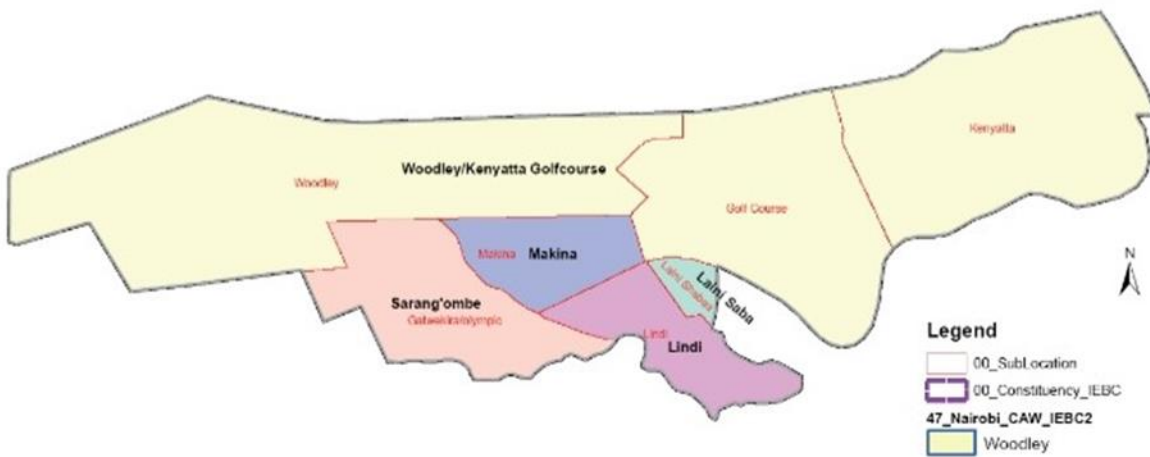 Kenyatta
Woodley/Kenyatta Golfcourse
Woodley
Golf Course
Makina
Makina
Laini Saba
Sarang'ombe
Lindi
Lindi
N
Legend
00_SubLocation
00_Constituency_IEBC
47_Nairobi_CAW_IEBC2
Woodley